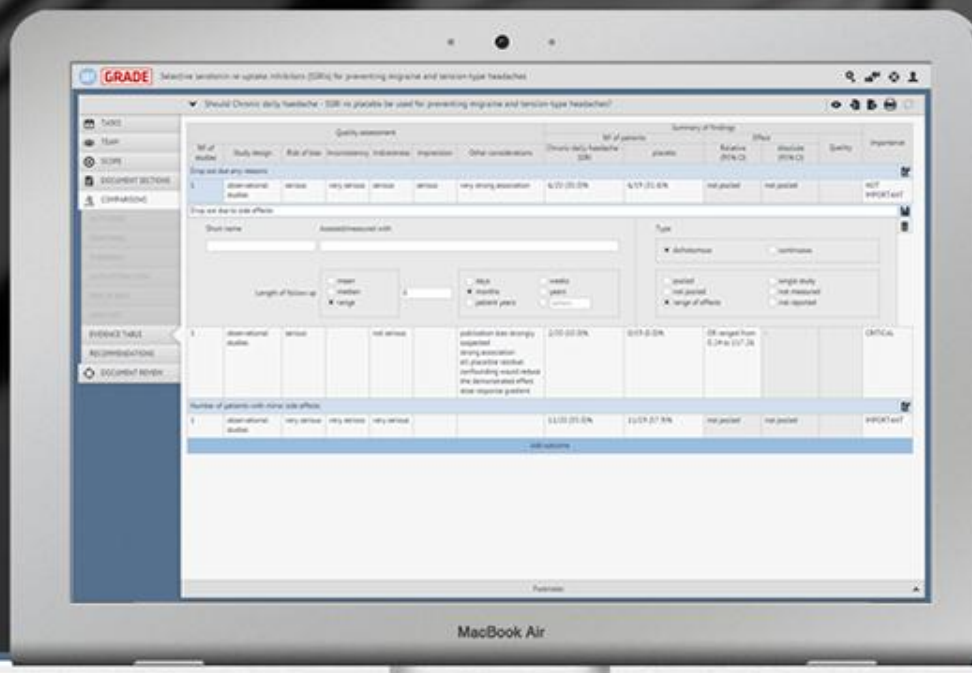 GRADE Selective serotonin re-uptake inhibitors (SSRIs) for preventing migraine and tension-type headaches
Should Chronic daily headache - SSRI vs placebo be used for preventing migraine and tension-type headaches?
TASKS
TEAM
SCOPE
DOCUMENT SECTIONS
COMPARISONS
EVIDENCE TABLE
RECOMMENDATIONS
DOCUMENT REVIEW
Quality assessment
Summary of findings
Nº of patients
Effect
Nº of studies
Study design
Risk of bias
Inconsistency
Indirectness
Imprecision
Other considerations
Chronic daily headache SSRI
placebo
Relative (95% CI)
Absolute (95% CI)
Quality
Importance
Drop out due any reasons
observational studies
serious
very serious
serious
serious
very strong association
not pooled
not pooled
NOT IMPORTANT
Drop out due to side effects
Short name
Assessed/measured with
Type
dichotomous
continuous
Length of follow up
mean
median
range
days
months
patient years
weeks
years
pooled
not pooled
range of effects
single study
not measured
not reported
observational studies
serious
not serious
publication bias strongly suspected
strong association
all plausible residual
confounding would reduce
the demonstrated effect
dose response gradient
OR ranged from
CRITICAL
Number of patients with minor side effects
observational studies
very serious
very serious
very serious
not pooled
not pooled
IMPORTANT
Add outcome
Footnotes
MacBook Air